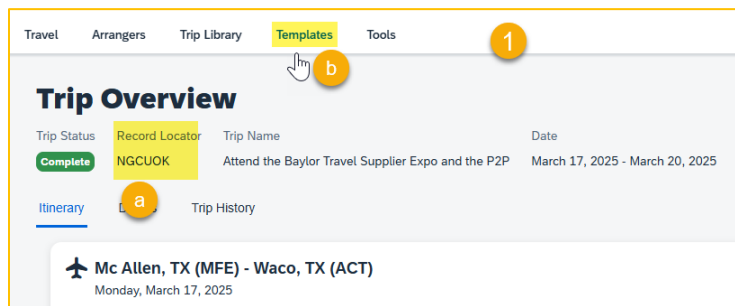 Travel Arrangers Trip Library Templates Tools
1
b
Trip Overview
Trip Status Record Locator Trip Name Date
Complete NGCUOK Attend the Baylor Travel Supplier Expo and the P2P March 17, 2025 - March 20, 2025
a
Itinerary Trip History
Mc Allen, TX (MFE) - Waco, TX (ACT)
Monday, March 17, 2025